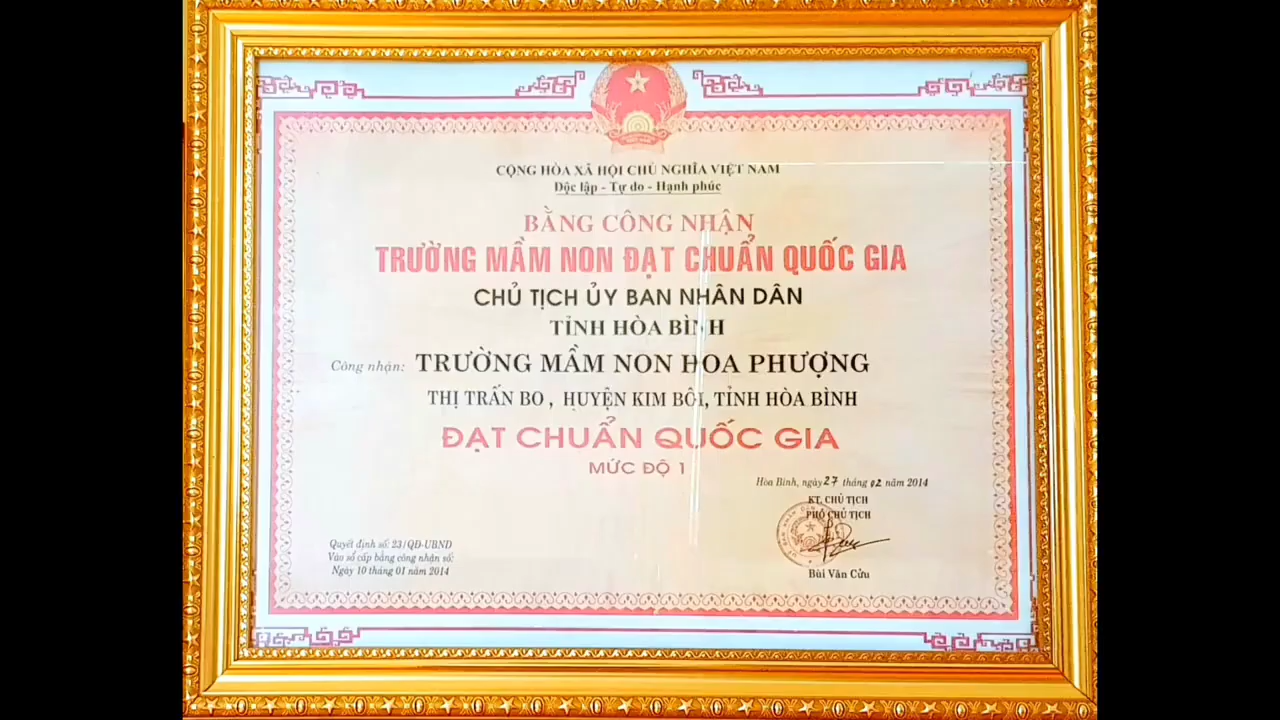 CỘNG HÒA XÃ HỘI CHỦ NGHĨA VIỆT NAM
Độc lập - Tự do - Hạnh phúc
BẰNG CÔNG NHẬN
TRƯỜNG MẦM NON ĐẠT CHUẨN QUỐC GIA
CHỦ TỊCH ỦY BAN NHÂN DÂN
TỈNH HÒA BÌNH
Công nhận: TRƯỜNG MẦM NON HOA PHƯỢNG
THỊ TRẤN BO , HUYỆN KIM BÔI, TỈNH HÒA BÌNH
ĐẠT CHUẨN QUỐC GIA
MỨC ĐỘ 1
Hòa Bình, ngày 27 tháng 02 năm 2014
KT. CHỦ TỊCH
PHÓ CHỦ TỊCH
Quyết định số: 23/QĐ-UBND
Vào sổ cấp bằng công nhận số:
Ngày 10 tháng 01 năm 2014
Bùi Văn Cửu